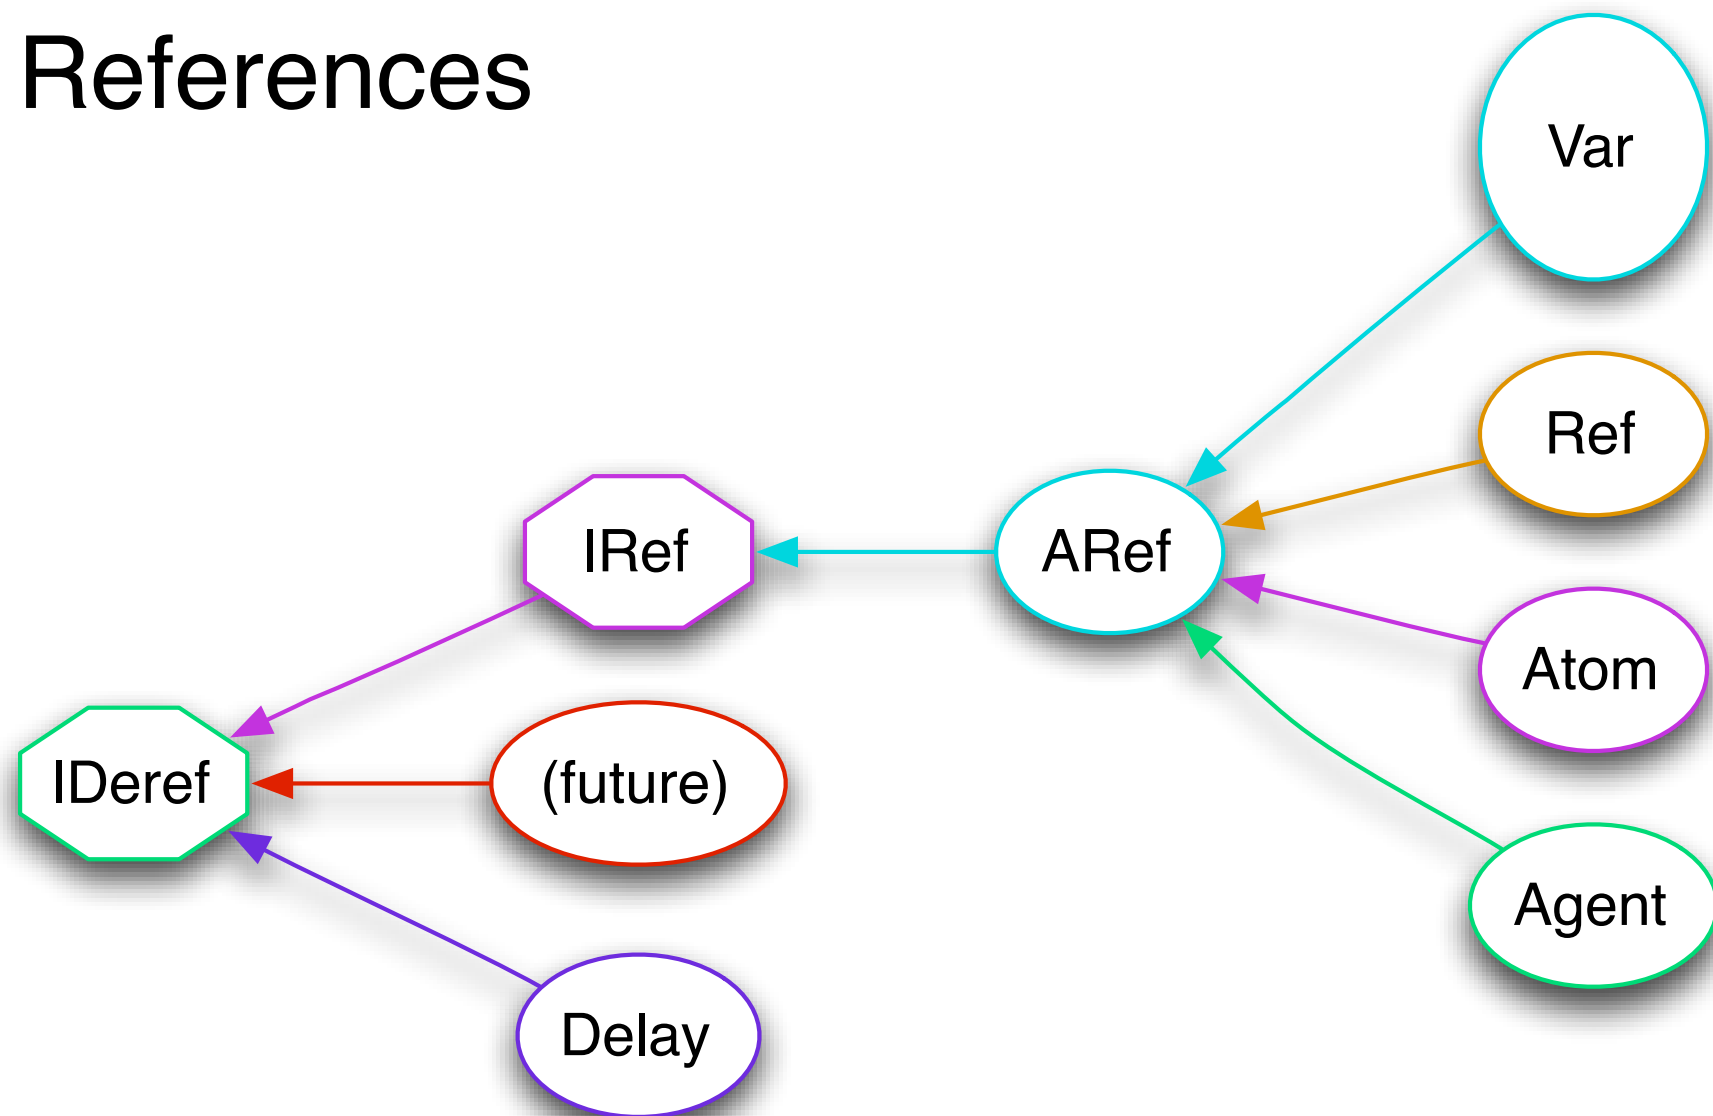 References
Var
Ref
IRef
ARef
Atom
IDeref
(future)
Agent
Delay